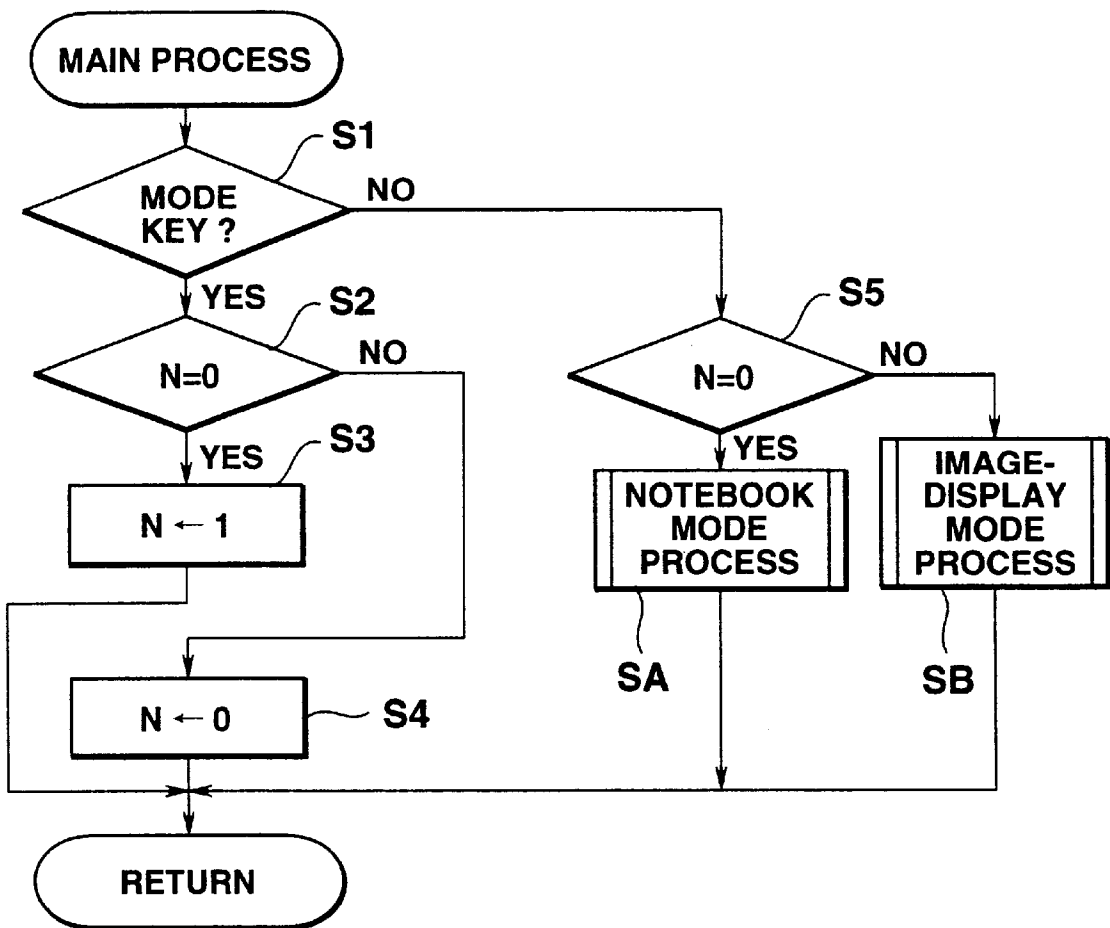 MAIN PROCESS
S1
MODE
KEY ?
NO
YES
S2
N=0
NO
YES
S3
N ← 1
N ← 0
S4
S5
N=0
NO
YES
NOTEBOOK
MODE
PROCESS
SA
IMAGE-
DISPLAY
MODE
PROCESS
SB
RETURN